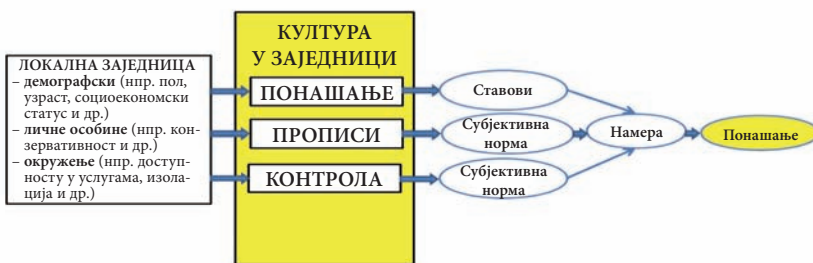 ЛОКАЛНА ЗАЈЕДНИЦА
– демографски (нпр. пол,
узраст, социоекономски
статус и др.)
– личне особине (нпр. кон-
зервативност и др.)
– окружење (нпр. доступ-
носту у услугама, изола-
ција и др.)
КУЛТУРА
У ЗАЈЕДНИЦИ
ПОНАШАЊЕ
ПРОПИСИ
КОНТРОЛА
Ставови
Субјективна
норма
Субјективна
норма
Намера
Понашање